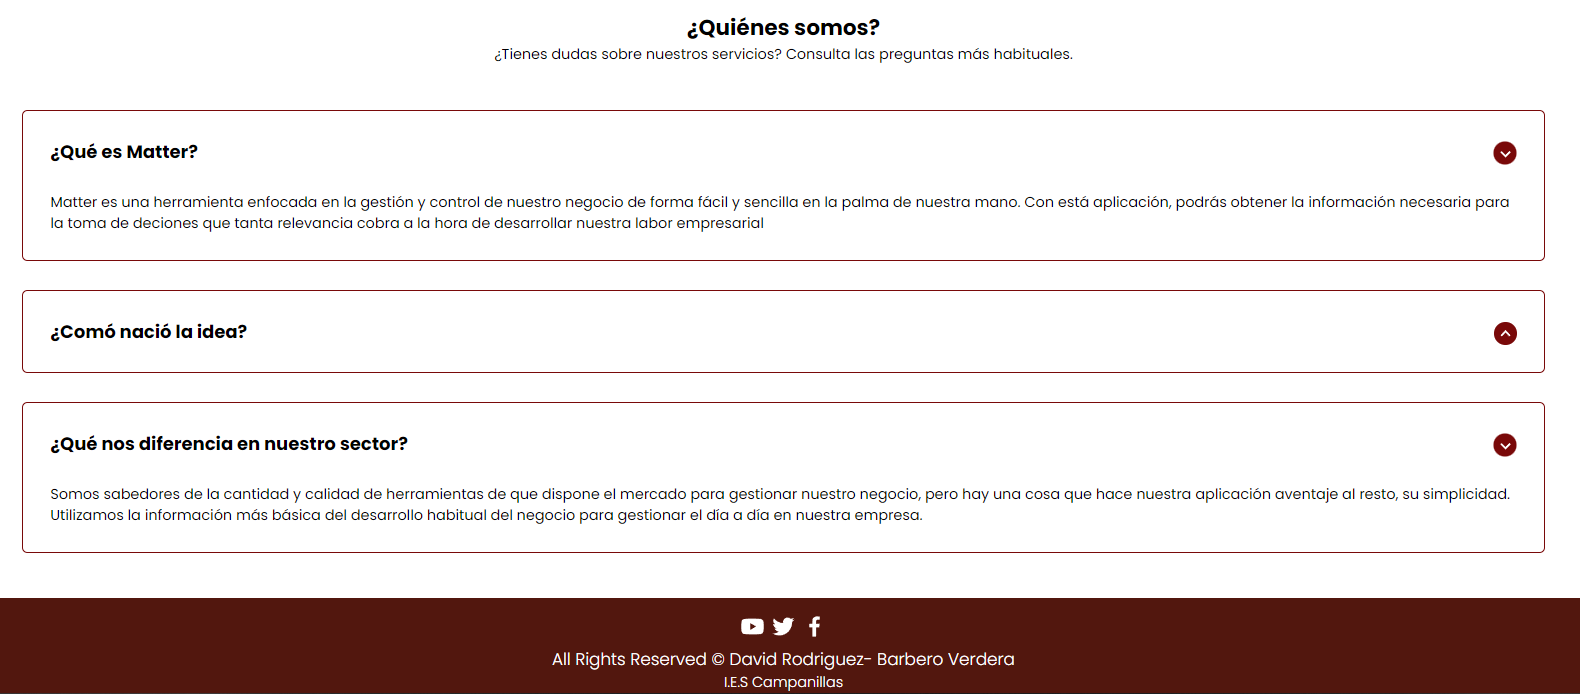 ¿Quiénes somos?
¿Tienes dudas sobre nuestros servicios? Consulta las preguntas más habituales.
¿Qué es Matter?
Matter es una herramienta enfocada en la gestión y control de nuestro negocio de forma fácil y sencilla en la palma de nuestra mano. Con está aplicación, podrás obtener la información necesaria para
la toma de deciones que tanta relevancia cobra a la hora de desarrollar nuestra labor empresarial
¿Comó nació la idea?
¿Qué nos diferencia en nuestro sector?
Somos sabedores de la cantidad y calidad de herramientas de que dispone el mercado para gestionar nuestro negocio, pero hay una cosa que hace nuestra aplicación aventaje al resto, su simplicidad.
Utilizamos la información más básica del desarrollo habitual del negocio para gestionar el día a día en nuestra empresa.
All Rights Reserved © David Rodriguez- Barbero Verdera
I.E.S Campanillas